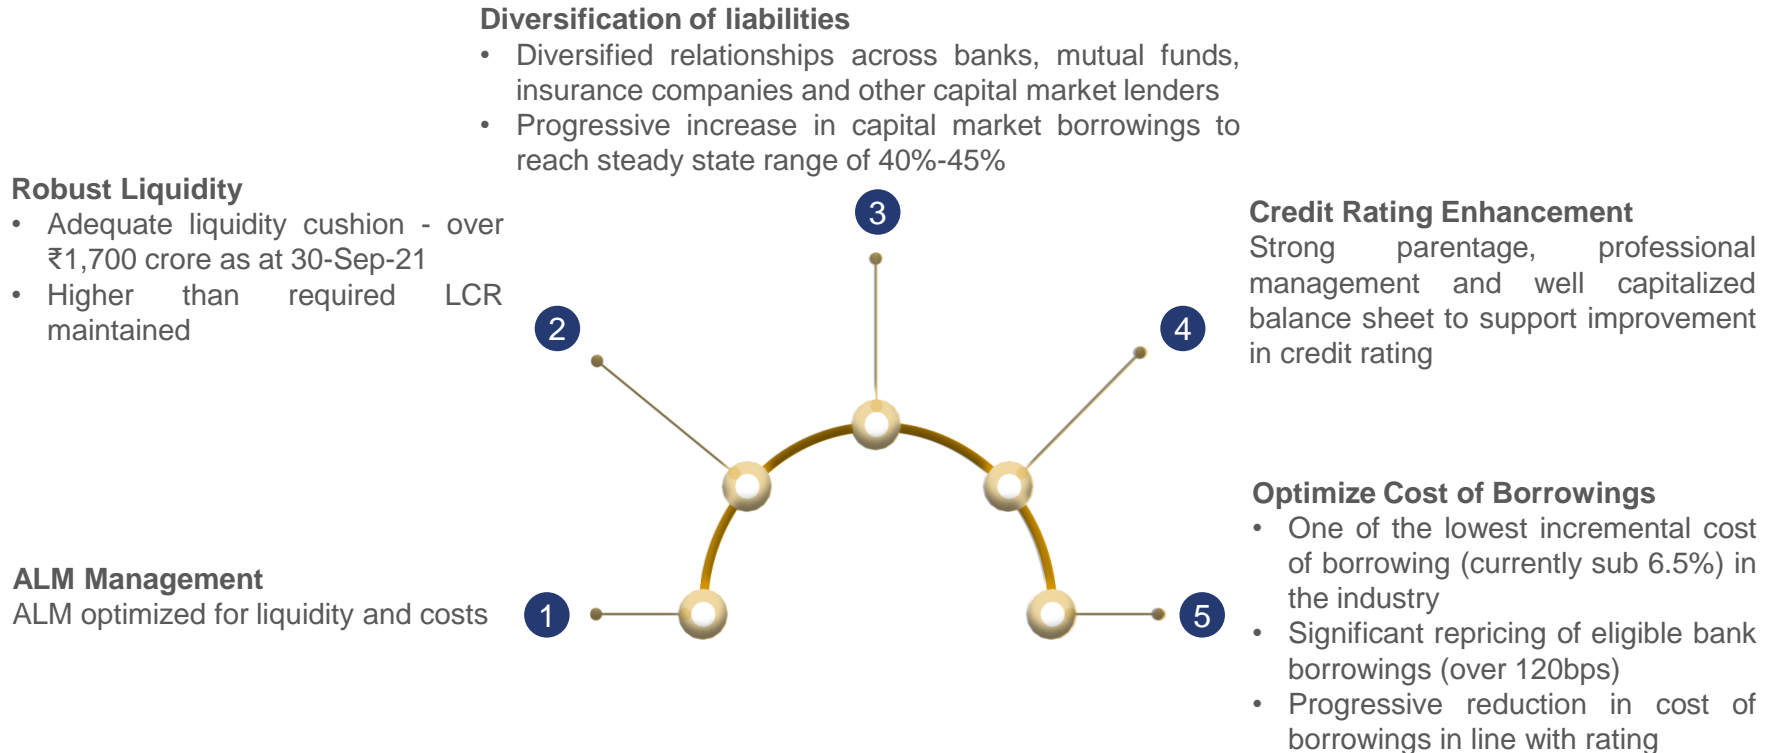 Diversification of liabilities
• Diversified relationships across banks, mutual funds,
insurance companies and other capital market lenders
• Progressive increase in capital market borrowings to
reach steady state range of 40%-45%
Robust Liquidity
• Adequate liquidity cushion - over
₹1,700 crore as at 30-Sep-21
• Higher than required LCR
maintained
3
Credit Rating Enhancement
Strong parentage, professional
management and well capitalized
balance sheet to support improvement
in credit rating
2
4
ALM Management
ALM optimized for liquidity and costs
1
5
Optimize Cost of Borrowings
• One of the lowest incremental cost
of borrowing (currently sub 6.5%) in
the industry
• Significant repricing of eligible bank
borrowings (over 120bps)
• Progressive reduction in cost of
borrowings in line with rating